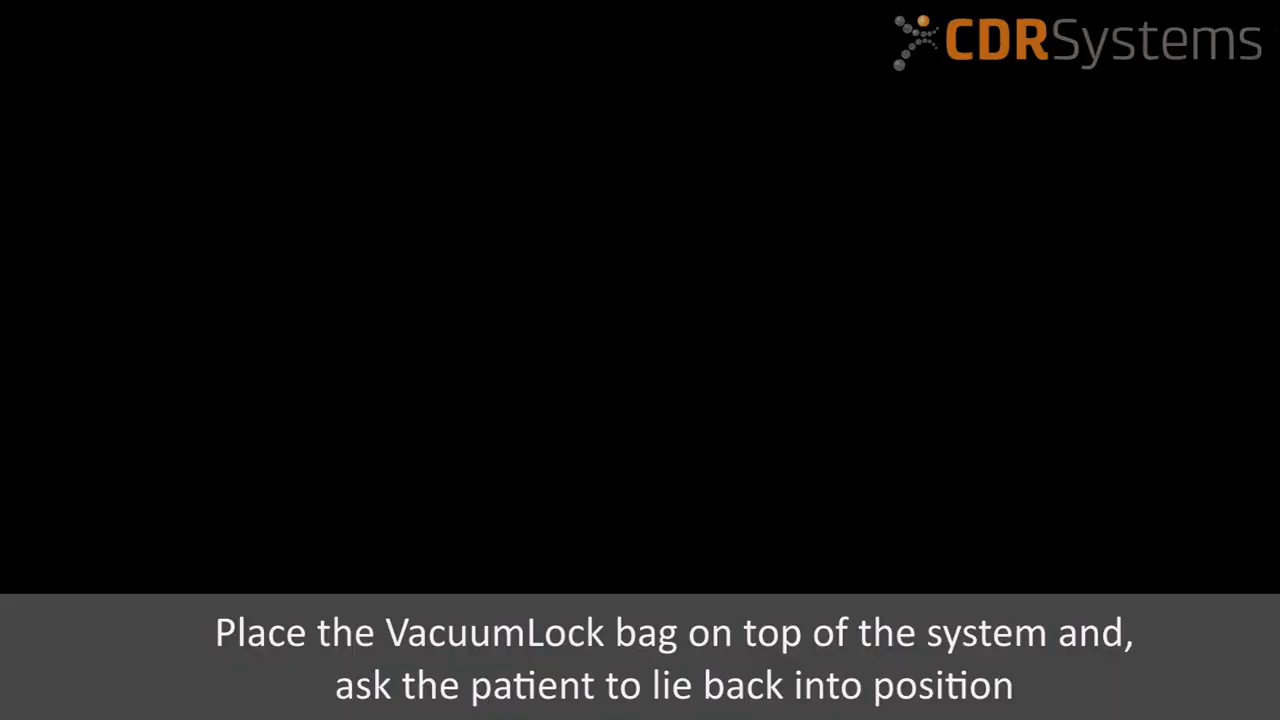 CDRSystems
Place the VacuumLock bag on top of the system and,
ask the patient to lie back into position